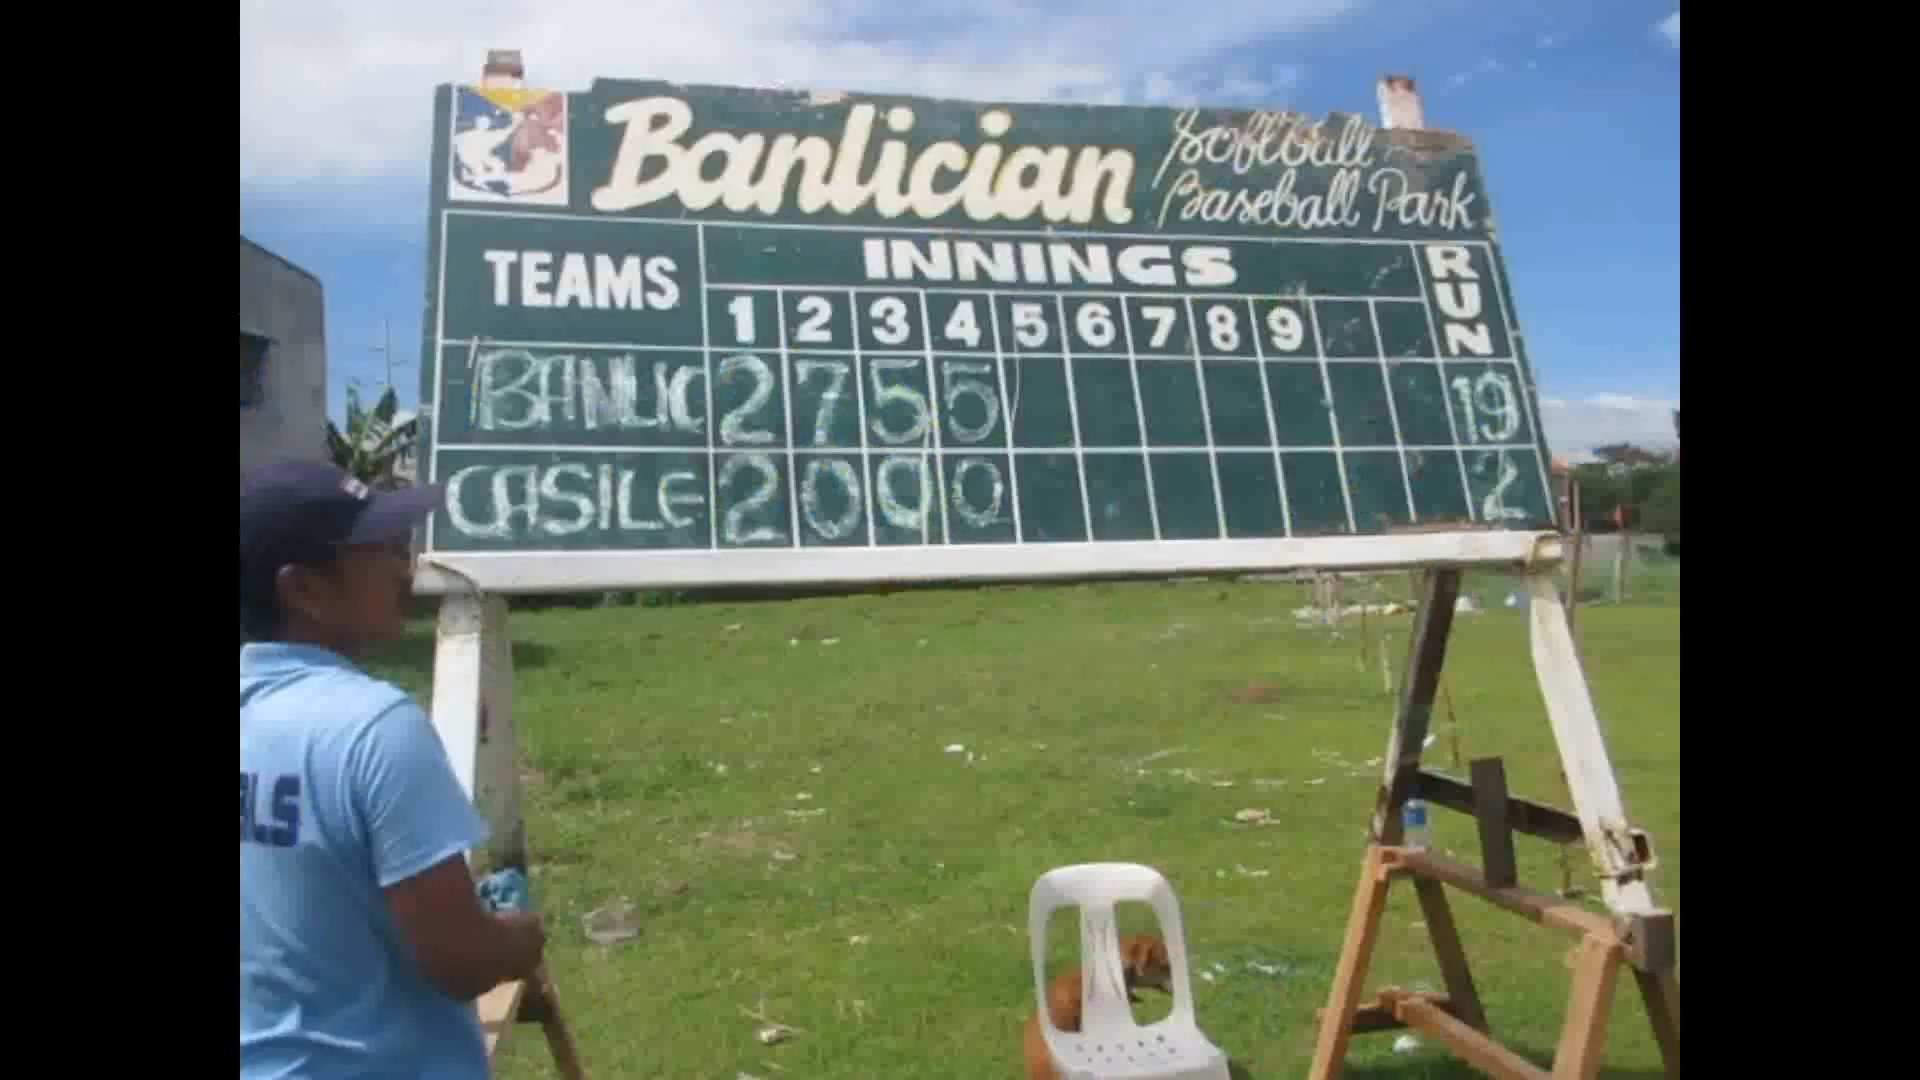 Banlician Softball
Baseball Park
TEAMS INNINGS RUN
1 2 3 4 5 6 7 8 9
BANLIC 2 7 5 5 19
CASILE 2 0 0 0 2